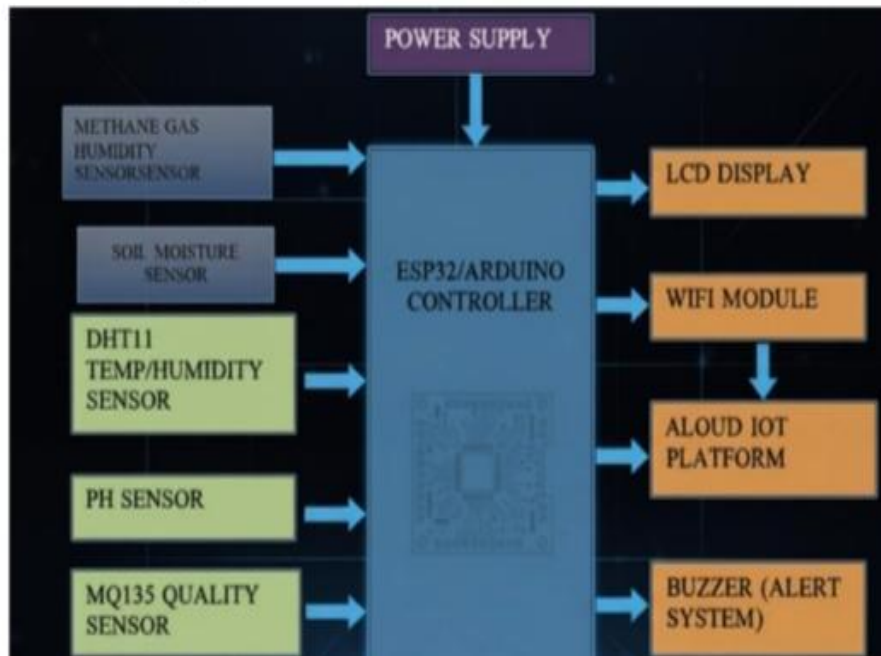 POWER SUPPLY
METHANE GAS
HUMIDITY
SENSORSENSOR
SOIL MOISTURE
SENSOR
DHT11
TEMP/HUMIDITY
SENSOR
PH SENSOR
MQ135 QUALITY
SENSOR
ESP32/ARDUINO
CONTROLLER
LCD DISPLAY
WIFI MODULE
ALOUD IOT
PLATFORM
BUZZER (ALERT
SYSTEM)